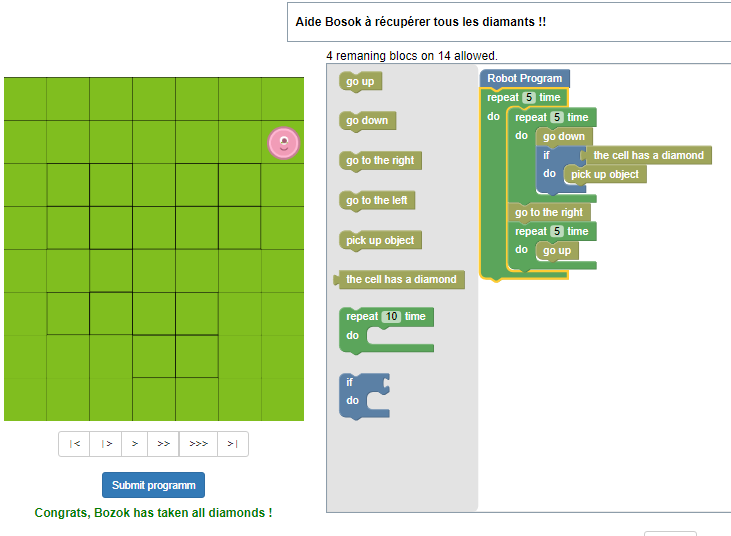 Aide Bosok à récupérer tous les diamants !!
4 remaning blocs on 14 allowed.
go up
go down
go to the right
go to the left
pick up object
the cell has a diamond
repeat 10 time
do
if
do
Robot Program
repeat 5 time
do
repeat 5 time
do
go down
if
the cell has a diamond
do
pick up object
go to the right
repeat 5 time
do
go up
|< |> > >> >>> >|
Submit programm
Congrats, Bozok has taken all diamonds !